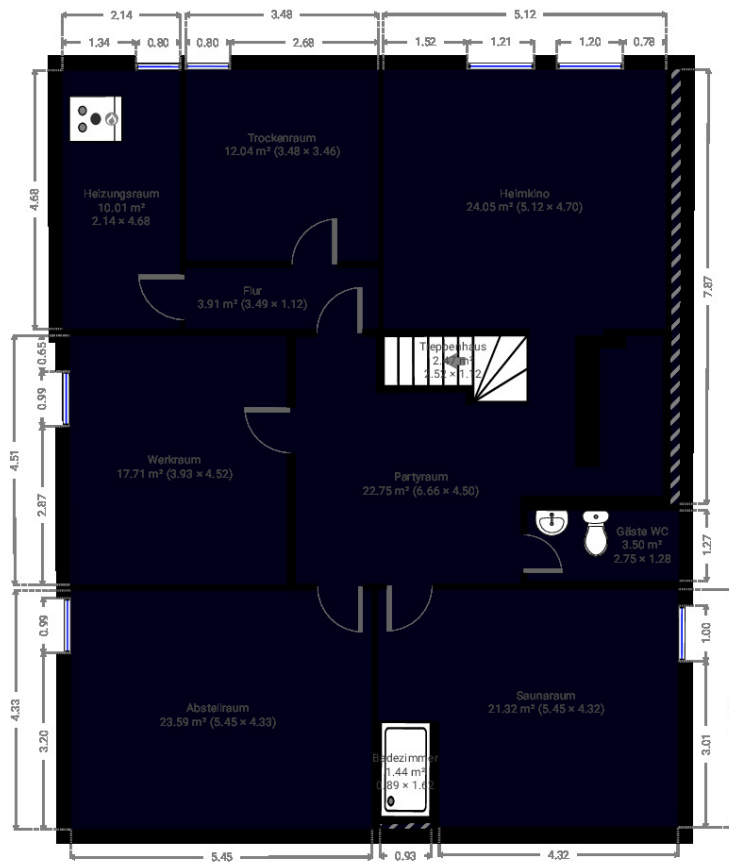 2.14
3.48
5.12
1.34
0.80
0.80
2.68
1.52
1.21
1.20
0.78
Trockenraum
12.04 m² (3.48 × 3.46)
Heizungsraum
10.01 m²
2.14 × 4.68
Heimkino
24.05 m² (5.12 × 4.70)
4.68
7.87
Flur
3.91 m² (3.49 × 1.12)
Treppenhaus
2.52 × 1.72
0.65
0.99
4.51
2.87
Werkraum
17.71 m² (3.93 × 4.52)
Partyraum
22.75 m² (6.66 × 4.50)
Gäste WC
3.50 m²
2.75 × 1.28
1.27
0.99
4.33
3.20
1.00
3.01
Abstellraum
23.59 m² (5.45 × 4.33)
Saunaraum
21.32 m² (5.45 × 4.32)
Badezimmer
1.44 m²
0.89 × 1.62
5.45
0.93
4.32